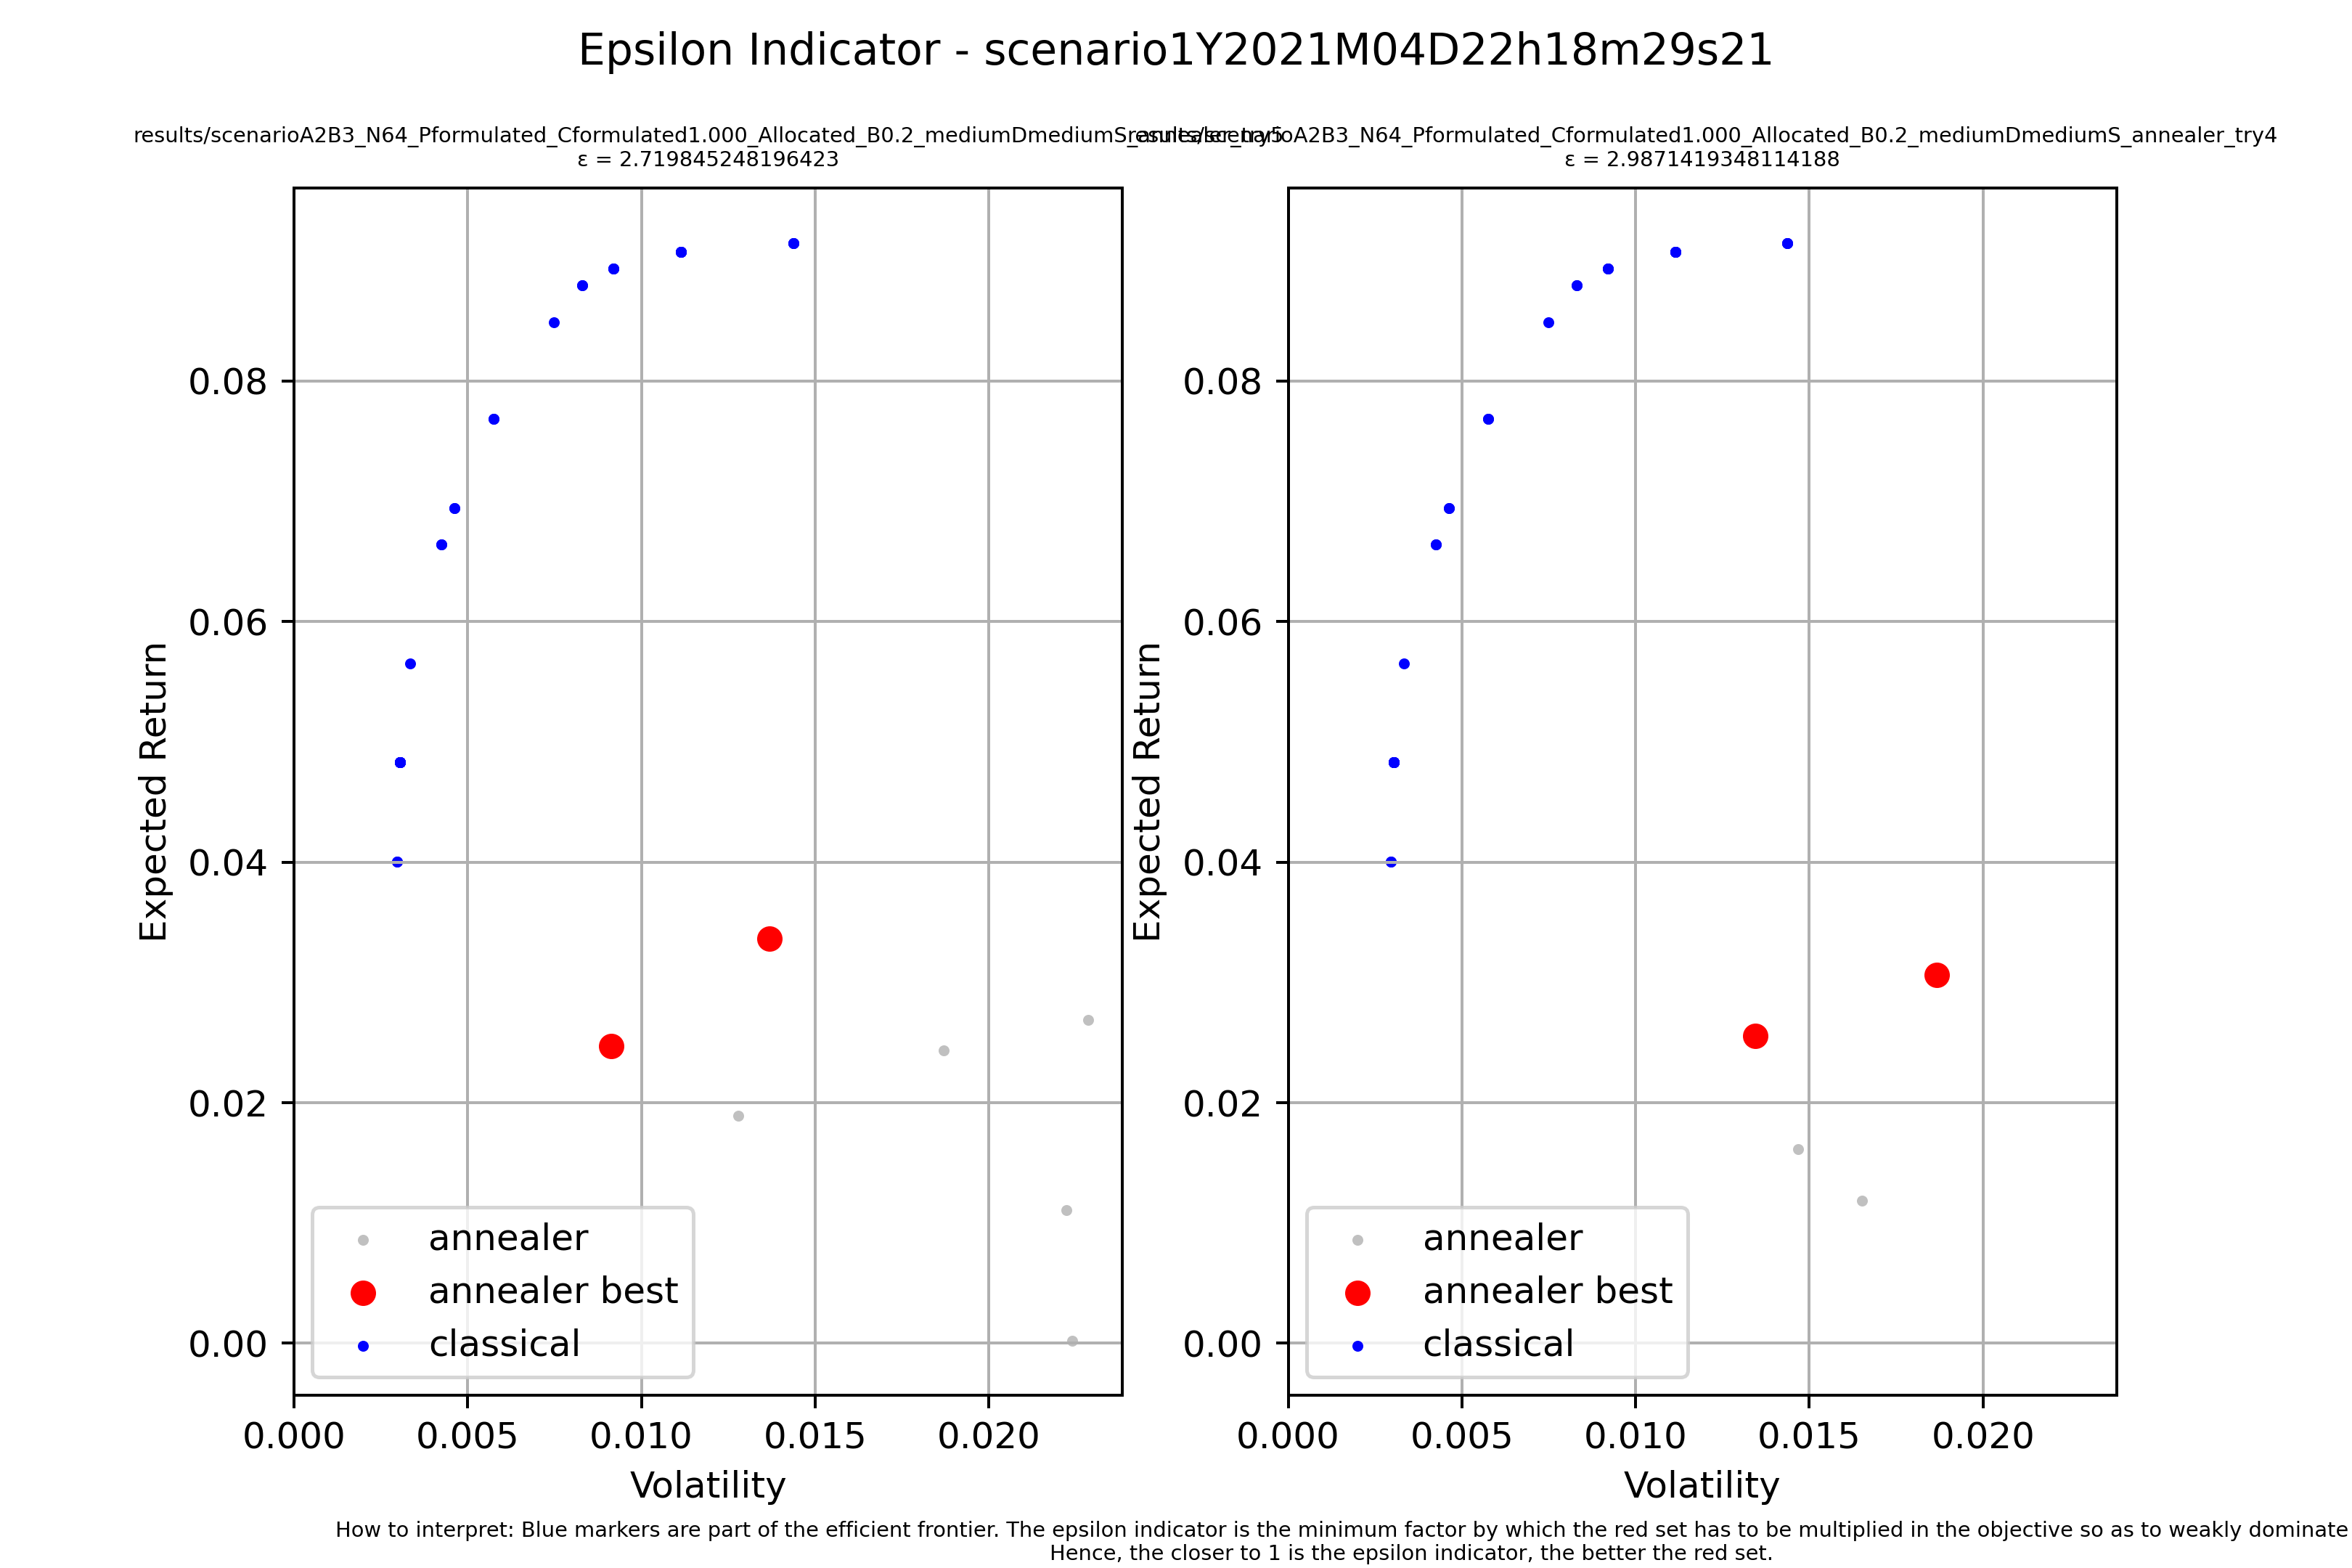 Epsilon Indicator - scenario1Y2021M04D22h18m29s21
results/scenarioA2B3_N64_Pformulated_Cformulated1.000_Allocated_B0.2_mediumDmediumS_annealer_try5
ε = 2.719845248196423
results/scenarioA2B3_N64_Pformulated_Cformulated1.000_Allocated_B0.2_mediumDmediumS_annealer_try4
ε = 2.9871419348114188
Expected Return
0.08
0.06
0.04
0.02
0.00
annealer
annealer best
classical
0.000 0.005 0.010 0.015 0.020
Volatility
Expected Return
0.08
0.06
0.04
0.02
0.00
annealer
annealer best
classical
0.000 0.005 0.010 0.015 0.020
Volatility
How to interpret: Blue markers are part of the efficient frontier. The epsilon indicator is the minimum factor by which the red set has to be multiplied in the objective so as to weakly dominate
Hence, the closer to 1 is the epsilon indicator, the better the red set.